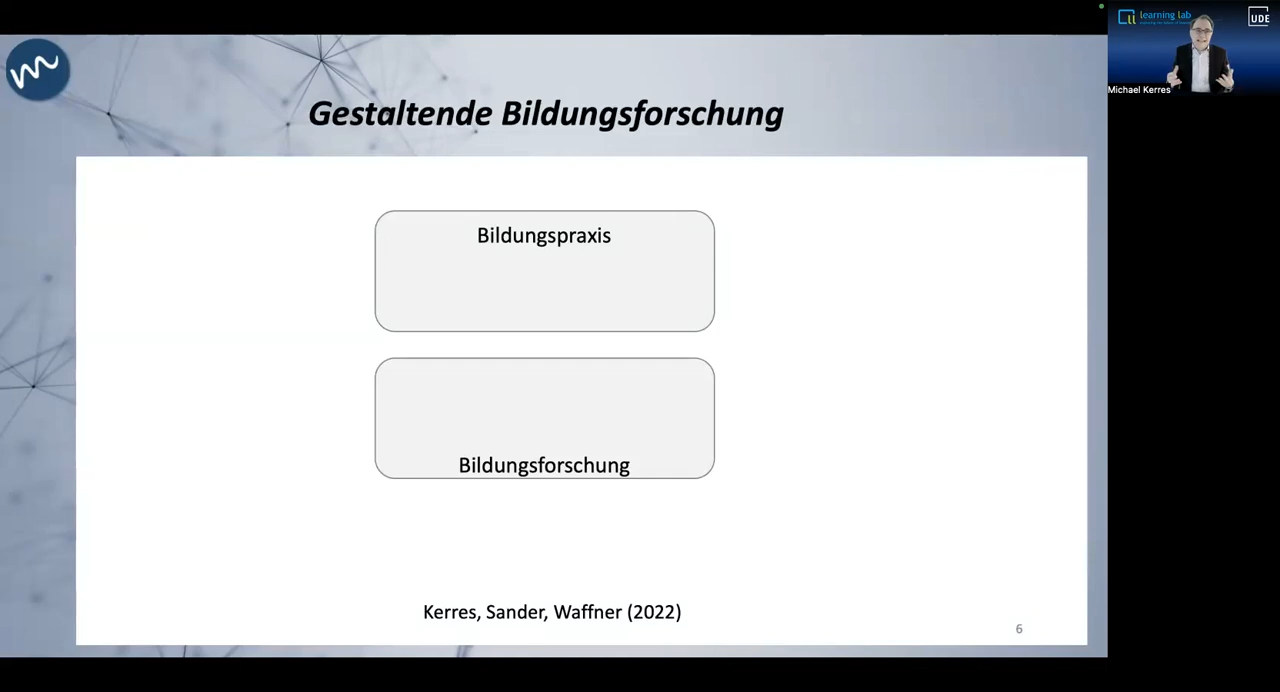 Gestaltende Bildungsforschung
Bildungspraxis
Bildungsforschung
Kerres, Sander, Waffner (2022)
6
learning lab
UDE
Michael Kerres